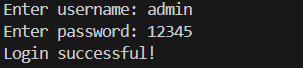 Enter username: admin
Enter password: 12345
Login successful!